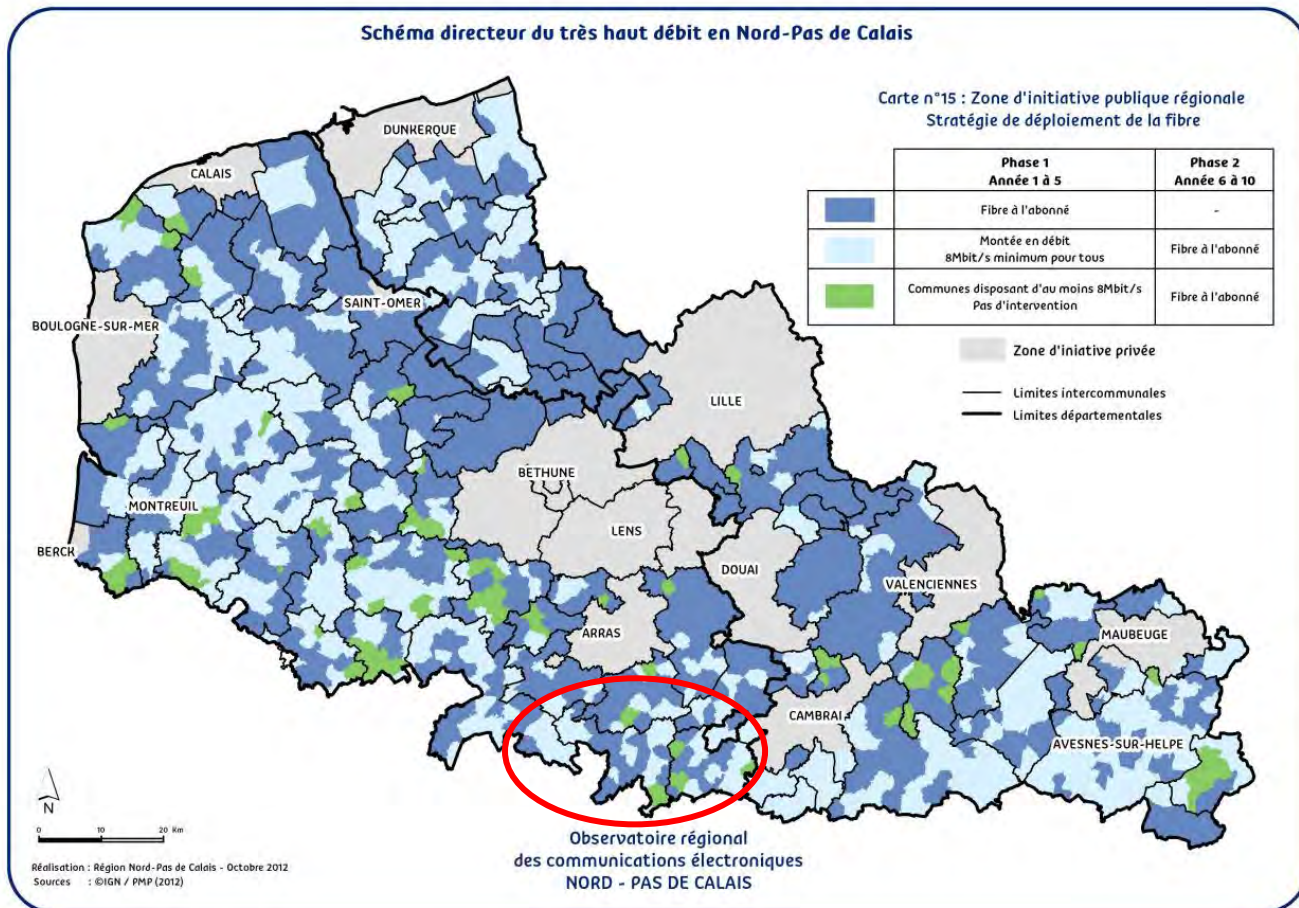 Schéma directeur du très haut débit en Nord-Pas de Calais
Carte n°15 : Zone d'initiative publique régionale
Stratégie de déploiement de la fibre
Phase 1
Année 1 à 5
Phase 2
Année 6 à 10
Fibre à l'abonné
-
Montée en débit
8Mbit/s minimum pour tous
Fibre à l'abonné
Communes disposant d'au moins 8Mbit/s
Pas d'intervention
Fibre à l'abonné
Zone d'iniative privée
Limites intercommunales
Limites départementales
DUNKERQUE
CALAIS
SAINT-OMER
BOULOGNE-SUR-MER
LILLE
BÉTHUNE
MONTREUIL
LENS
BERCK
DOUAI
VALENCIENNES
ARRAS
MAUBEUGE
CAMBRAI
AVESNES-SUR-HELPE
N
0 10 20 Km
Réalisation : Région Nord-Pas de Calais - Octobre 2012
Sources : ©IGN / PMP (2012)
Observatoire régional
des communications électroniques
NORD - PAS DE CALAIS